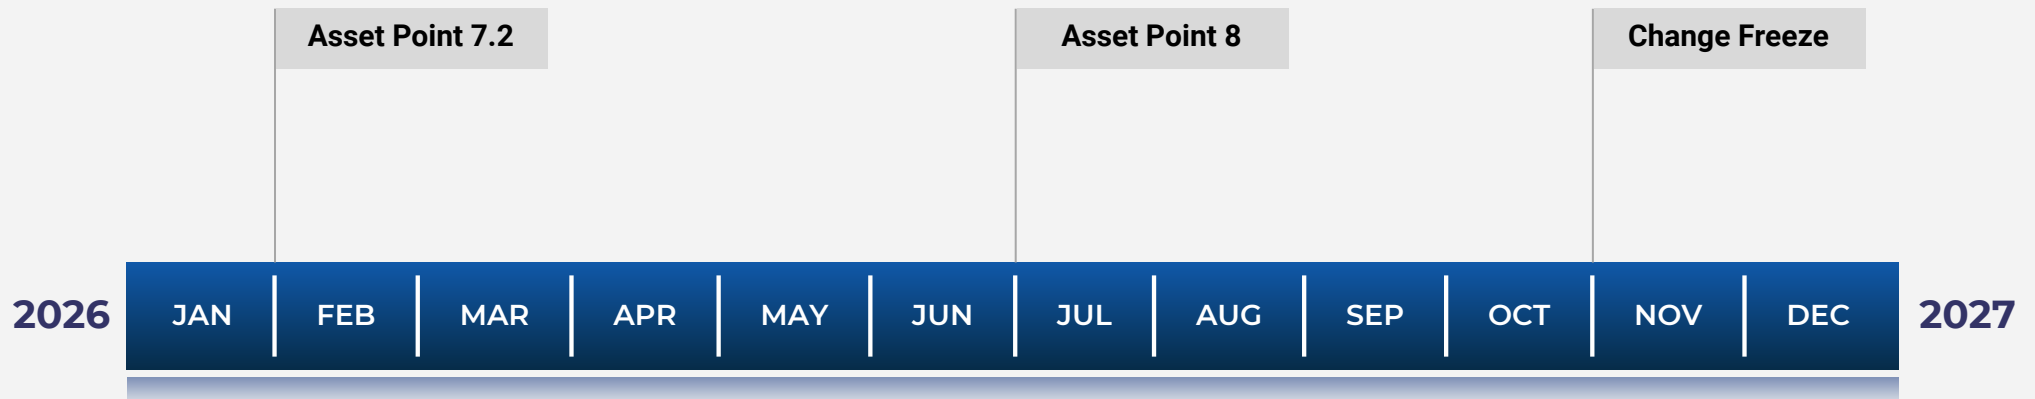 Asset Point 7.2 Asset Point 8 Change Freeze
2026 JAN FEB MAR APR MAY JUN JUL AUG SEP OCT NOV DEC 2027